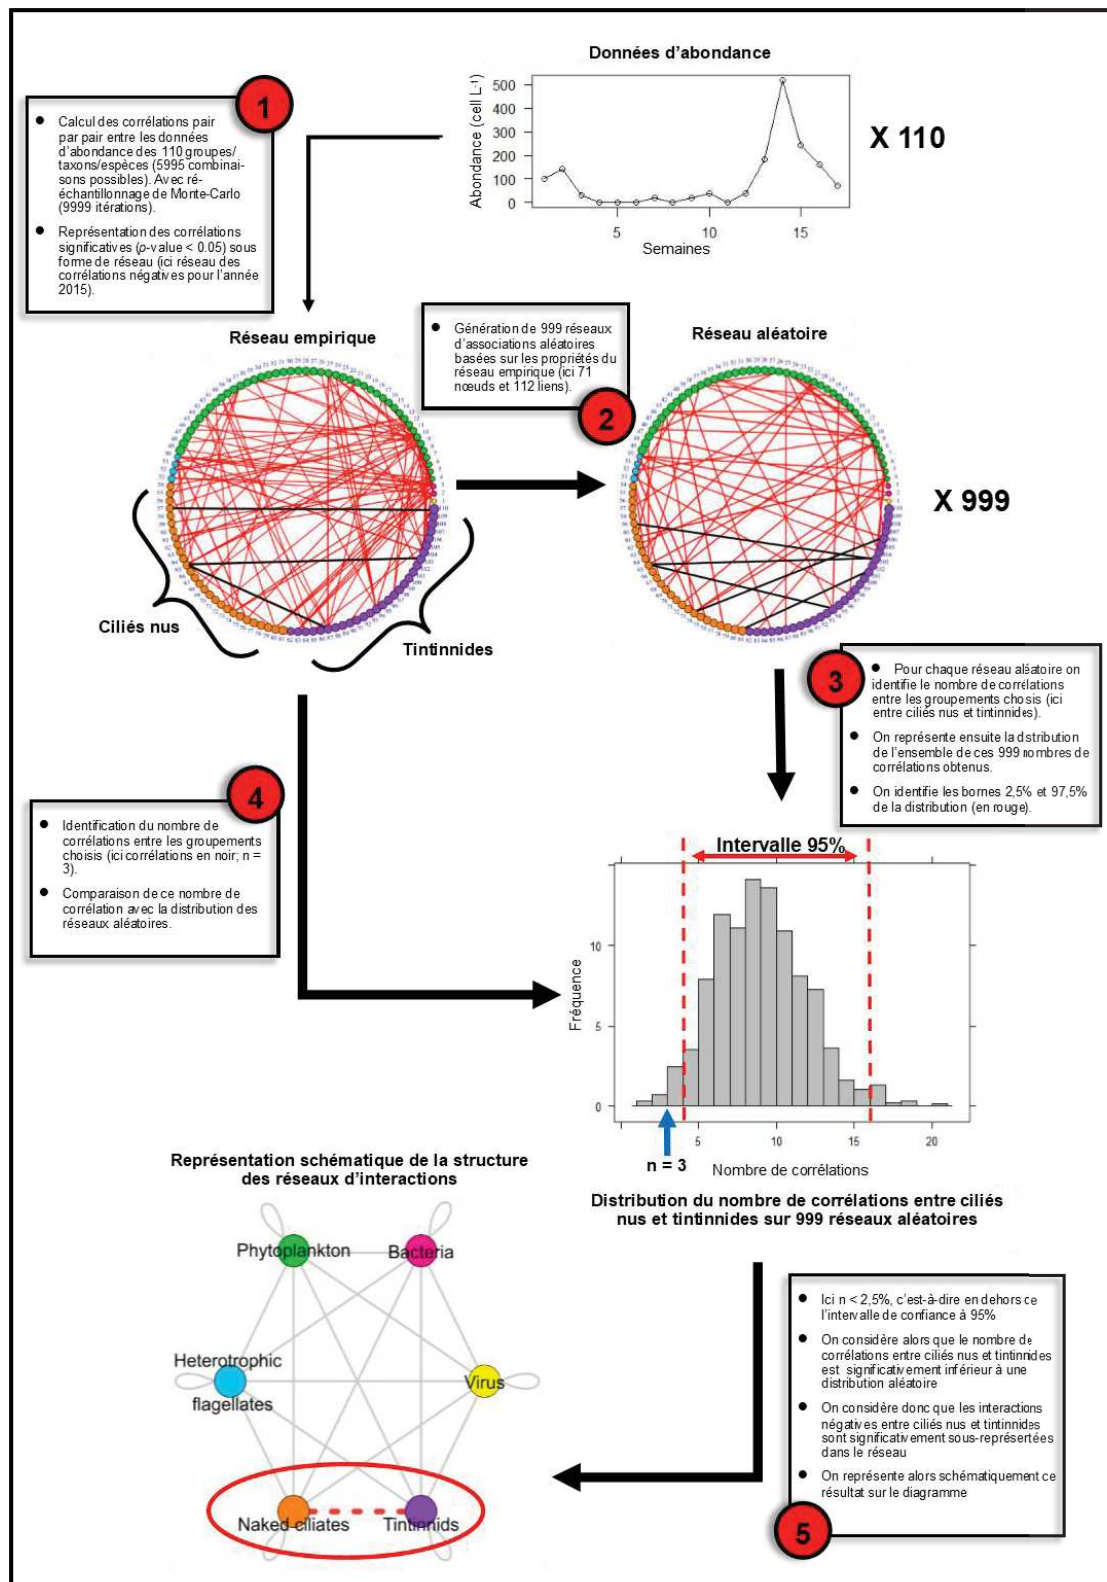 Données d'abondance
Abondance (cell L-1)
500
400
300
200
100
0
5
10
15
Semaines
X 110
1
● Calcul des corrélations pair
par pair entre les données
d'abondance des 110 groupes/
taxons/espèces (5995 combinai-
sons possibles). Avec ré-
échantillonnage de Monte-Carlo
(9999 itérations).
● Représentation des corrélations
significatives (p-value < 0.05) sous
forme de réseau (ici réseau des
corrélations négatives pour l'année
2015).
Réseau empirique
● Génération de 999 réseaux
d'associations aléatoires
basées sur les propriétés du
réseau empirique (ici 71
nœuds et 112 liens).
2
Réseau aléatoire
X 999
Ciliés nus
Tintinnides
3
● Pour chaque réseau aléatoire on
identifie le nombre de corrélations
entre les groupements chosis (ici
entre ciliés nus et tintinnides).
● On représente ensuite la dstribution
de l'ensemble de ces 999 nombres de
corrélations obtenus.
● On identifie les bornes 2,5% et 97,5%
de la distribution (en rouge).
4
● Identification du nombre de
corrélations entre les groupements
choisis (ici corrélations en noir; n =
3).
● Comparaison de ce nombre de
corrélation avec la distribution des
réseaux aléatoires.
Intervalle 95%
Fréquence
10
5
0
5
10
15
20
n = 3
Nombre de corrélations
Distribution du nombre de corrélations entre ciliés
nus et tintinnides sur 999 réseaux aléatoires
Représentation schématique de la structure
des réseaux d'interactions
Phytoplankton
Bacteria
Heterotrophic
flagellates
Virus
Naked ciliates
Tintinnids
● Ici n < 2,5%, c'est-à-dire en dehors de
l'intervalle de confiance à 95%
● On considère alors que le nombre de
corrélations entre ciliés nus et tintinnides
est significativement inférieur à une
distribution aléatoire
● On considère donc que les interactions
négatives entre ciliés nus et tintinnides
sont significativement sous-représertées
dans le réseau
● On représente alors schématiquement ce
résultat sur le diagramme
5